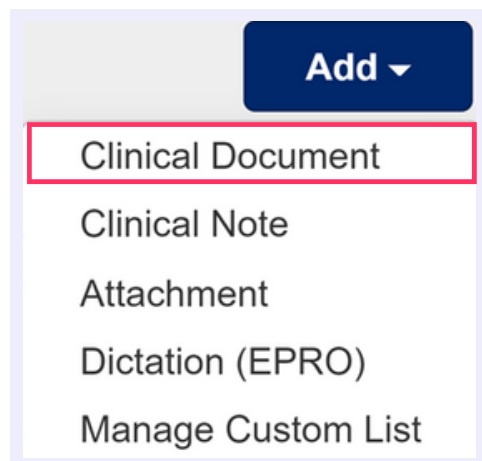 Add
Clinical Document
Clinical Note
Attachment
Dictation (EPRO)
Manage Custom List